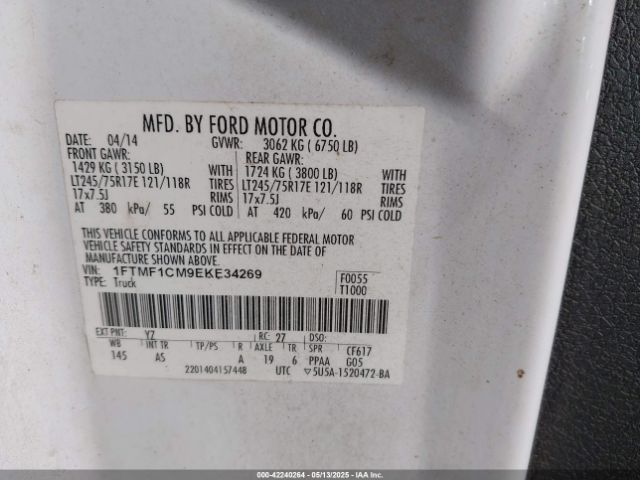 MFD. BY FORD MOTOR CO.
DATE: 04/14 GVWR: 3062 KG ( 6750 LB)
FRONT GAWR: REAR GAWR:
1429 KG ( 3150 LB) WITH 1724 KG ( 3800 LB) WITH
LT245/75R17E 121/118R TIRES LT245/75R17E 121/118R TIRES
17x7.5J RIMS 17x7.5J RIMS
AT 380 kPa/ 55 PSI COLD AT 420 kPa/ 60 PSI COLD
THIS VEHICLE CONFORMS TO ALL APPLICABLE FEDERAL MOTOR
VEHICLE SAFETY STANDARDS IN EFFECT ON THE DATE OF
MANUFACTURE SHOWN ABOVE.
VIN: 1FTMF1CM9EKE34269 F0055
TYPE: Truck T1000
EXT PNT: YZ RC: 27 DSO:
WB INT TR TP/PS R AXLE TR SPR CF617
145 AS A 19 6 PPAA G05
2201404157448 UTC ▽5U5A-1520472-BA
000-42240264 - 05/13/2025 - IAAI.COM